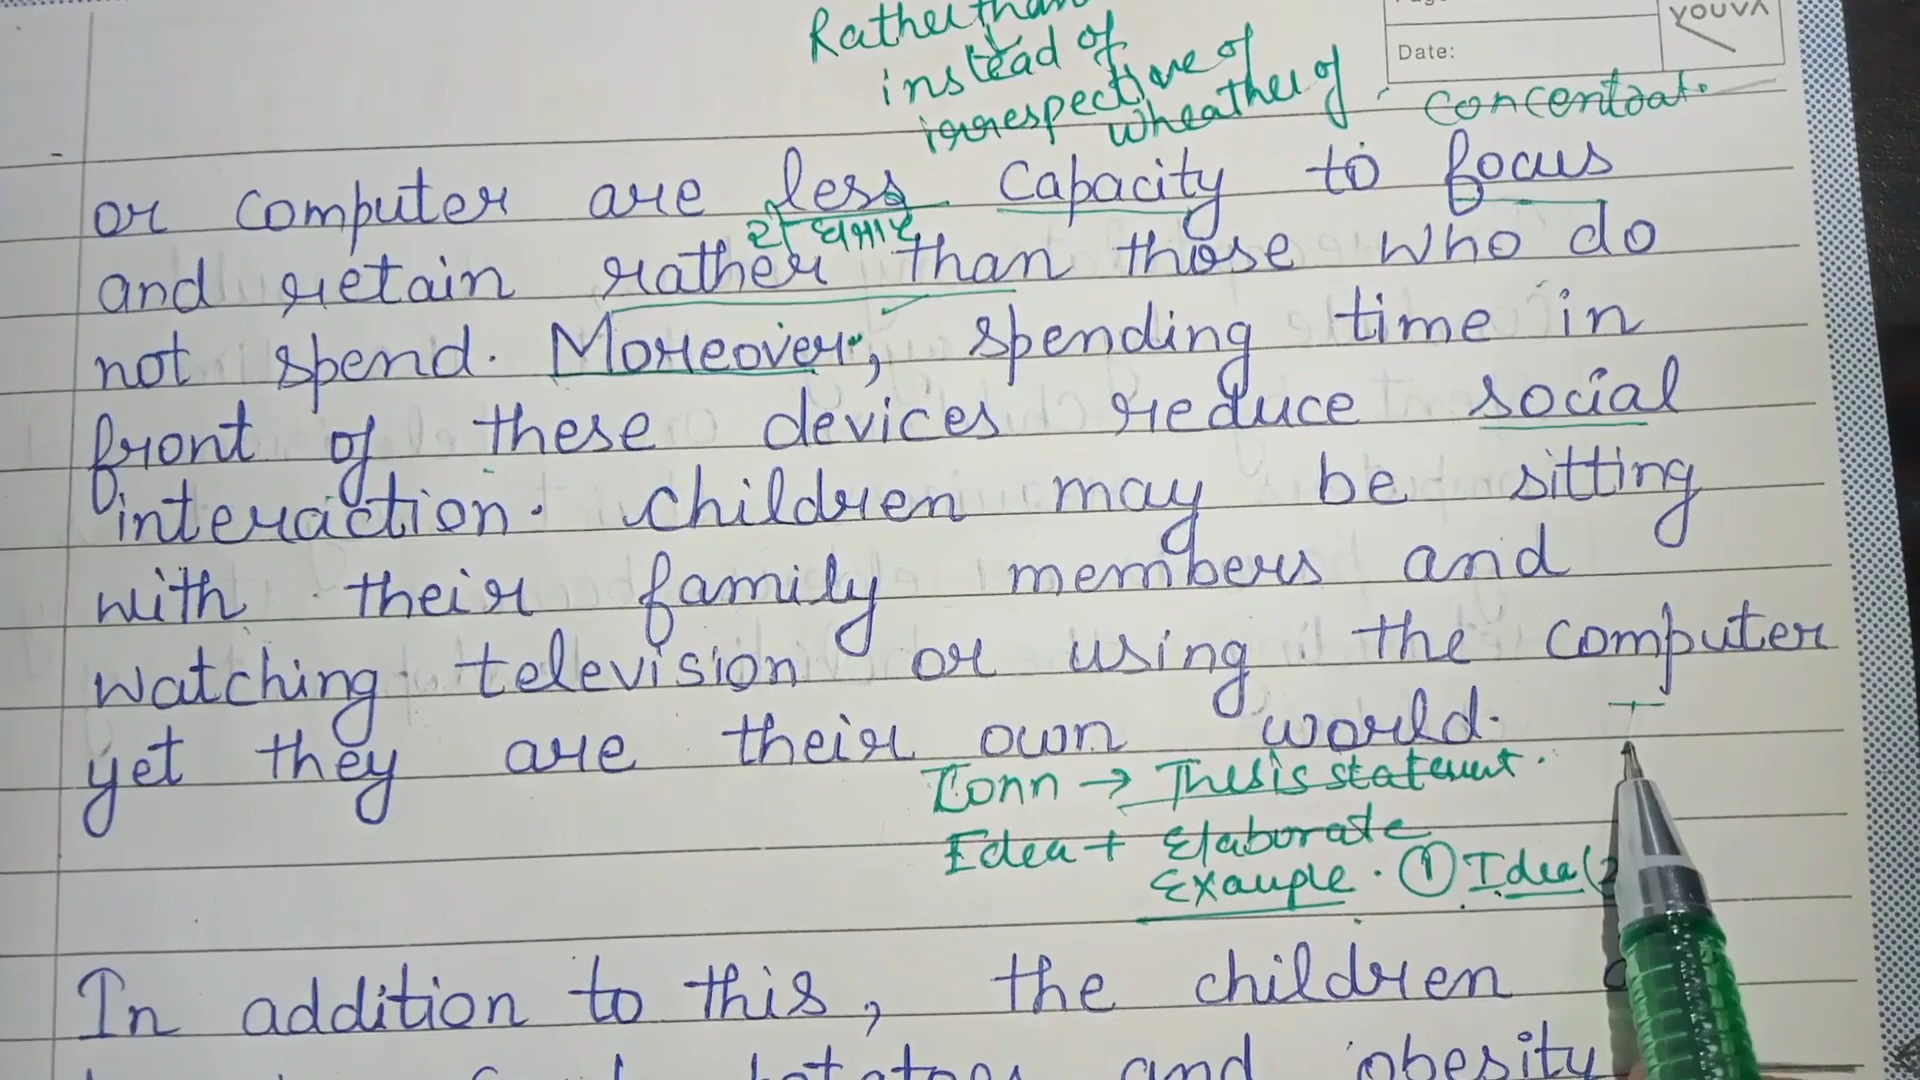 Rather than
instead of
irrespective of
wheather of
Date:
YOUVA
concentrat.
or computer are less capacity to focus
and retain rather than those who do
not spend. Moreover, spending time in
front of these devices reduce social
interaction. children may be sitting
with their family members and
watching television or using the computer
yet they are their own world.
Conn → Thesis statement.
Idea + Elaborate
Example. ① Idea (2
In addition to this, the children
and obesity